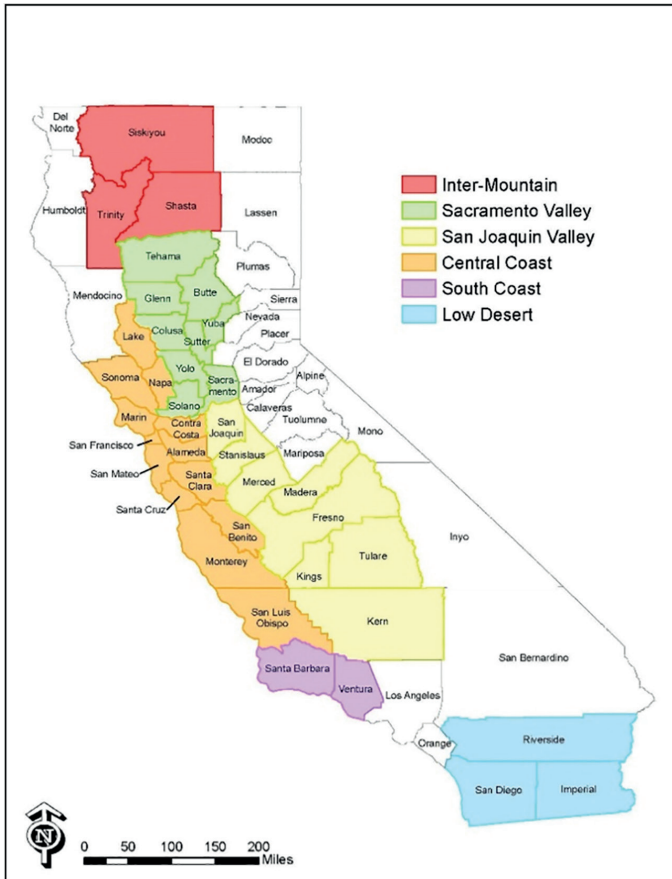 Del
Norte
Siskiyou
Modoc
Humboldt
Trinity
Shasta
Lassen
Tehama
Plumas
Mendocino
Glenn
Butte
Sierra
Colusa
Yuba
Nevada
Sutter
Placer
Lake
Yolo
El Dorado
Sonoma
Napa
Sacra-
mento
Alpine
Amador
Solano
Calaveras
Marin
Contra
Costa
San
Joaquin
Tuolumne
Mono
San Francisco
Alameda
Stanislaus
Mariposa
San Mateo
Santa
Clara
Merced
Madera
Santa Cruz
Fresno
San
Benito
Inyo
Monterey
Kings
Tulare
San Luis
Obispo
Kern
San Bernardino
Santa Barbara
Ventura
Los Angeles
Orange
Riverside
San Diego
Imperial
Inter-Mountain
Sacramento Valley
San Joaquin Valley
Central Coast
South Coast
Low Desert
N
0 50 100 150 200
Miles